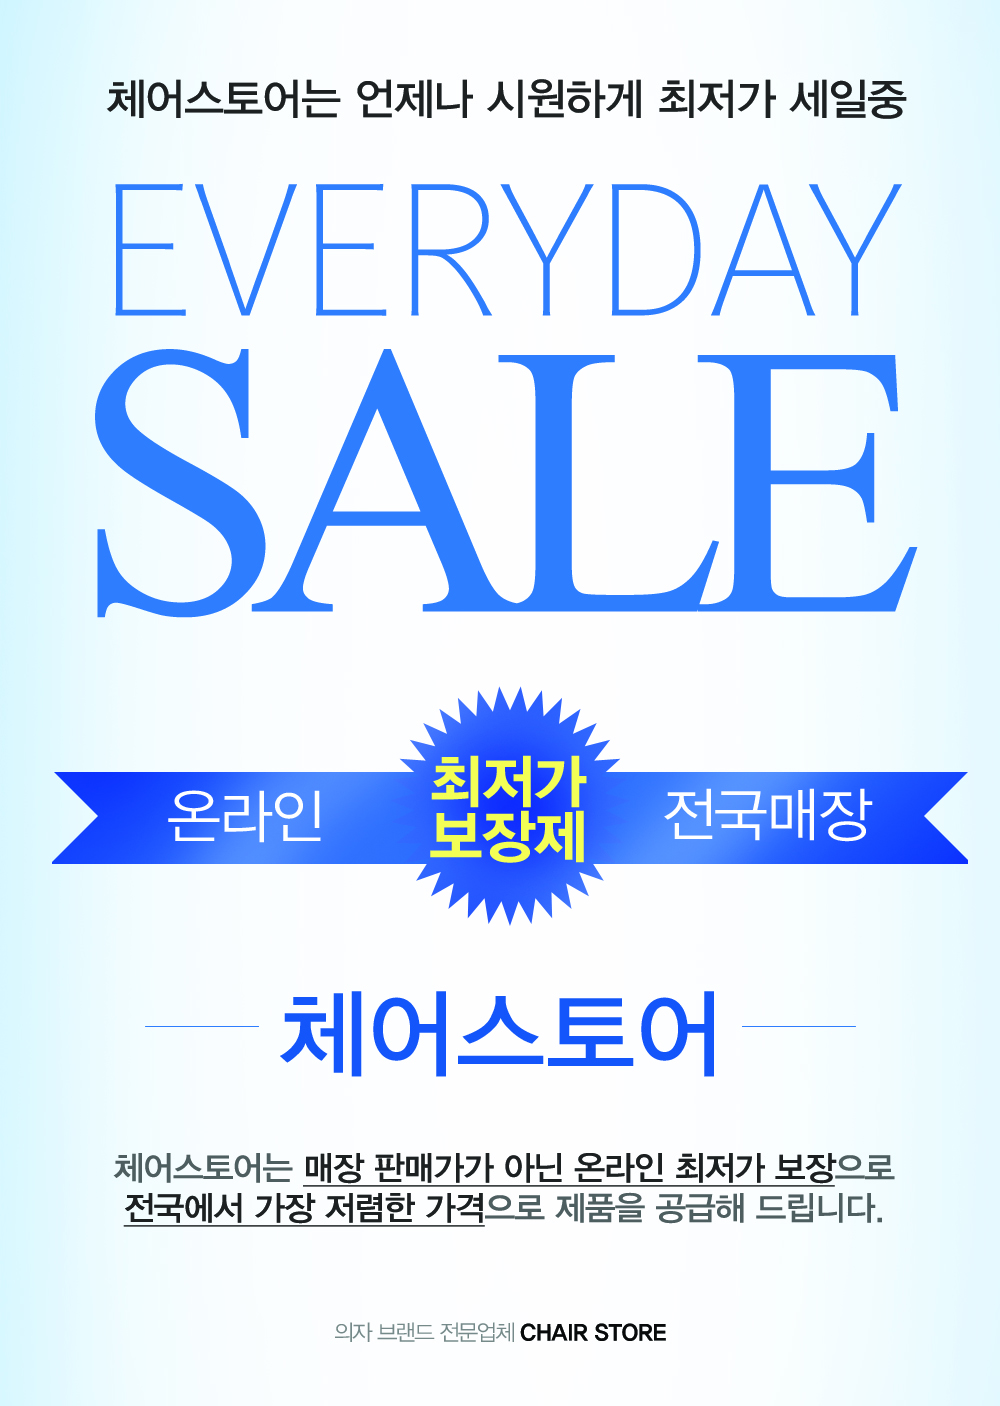 체어스토어는 언제나 시원하게 최저가 세일중
EVERYDAY
SALE
온라인
최저가
보장제
전국매장
체어스토어
체어스토어는 매장 판매가가 아닌 온라인 최저가 보장으로
전국에서 가장 저렴한 가격으로 제품을 공급해 드립니다.
의자 브랜드 전문업체 CHAIR STORE